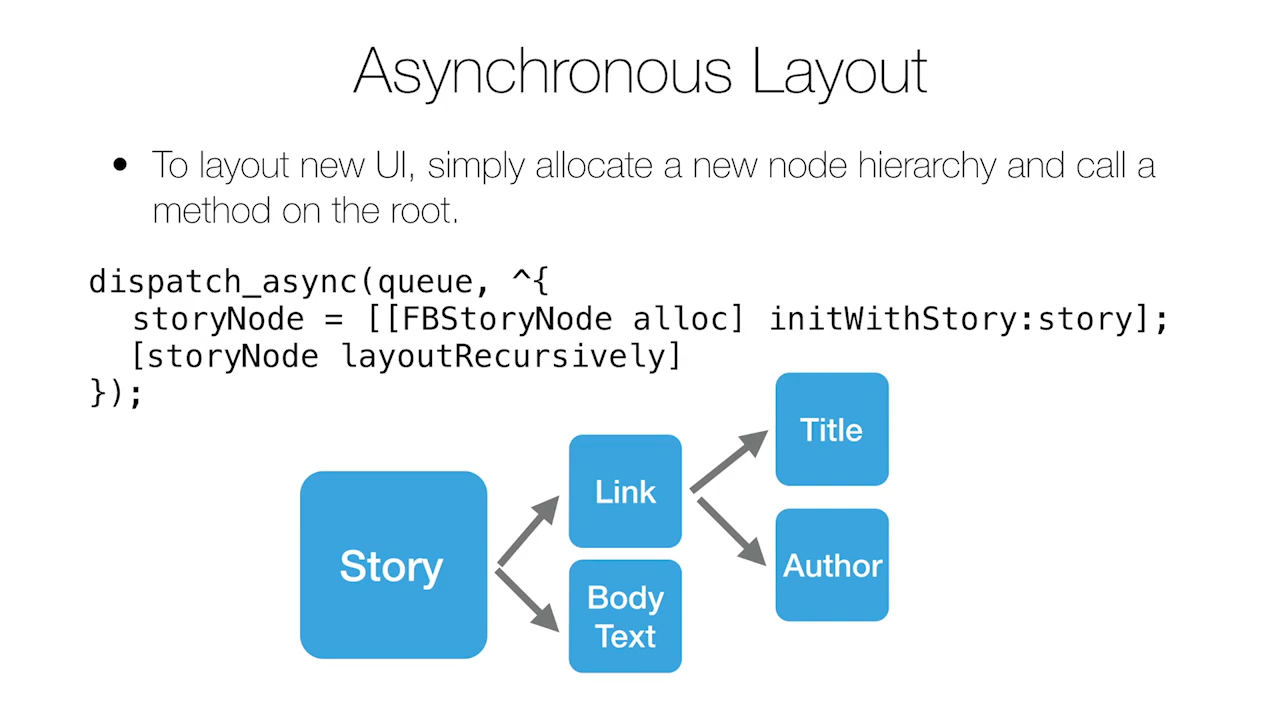 Asynchronous Layout
• To layout new UI, simply allocate a new node hierarchy and call a
method on the root.
dispatch_async(queue, ^{
storyNode = [[FBStoryNode alloc] initWithStory:story];
[storyNode layoutRecursively]
});
Title
Link
Story
Author
Body
Text